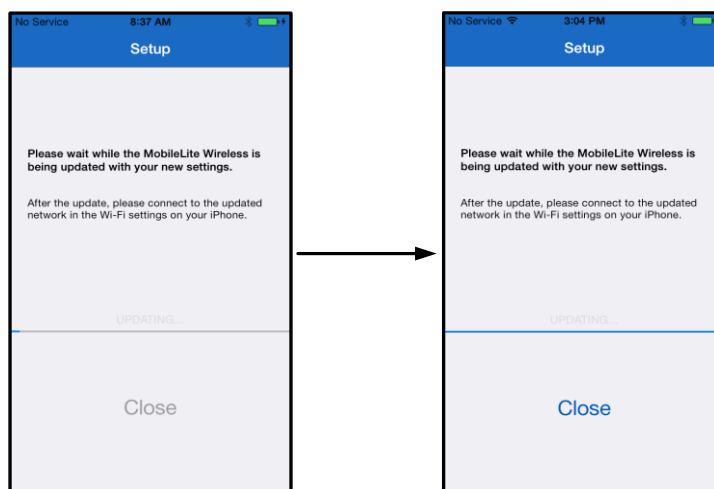 No Service 8:37 AM
Setup
Please wait while the MobileLite Wireless is
being updated with your new settings.
After the update, please connect to the updated
network in the Wi-Fi settings on your iPhone.
UPDATING...
Close
No Service 3:04 PM
Setup
Please wait while the MobileLite Wireless is
being updated with your new settings.
After the update, please connect to the updated
network in the Wi-Fi settings on your iPhone.
UPDATING...
Close